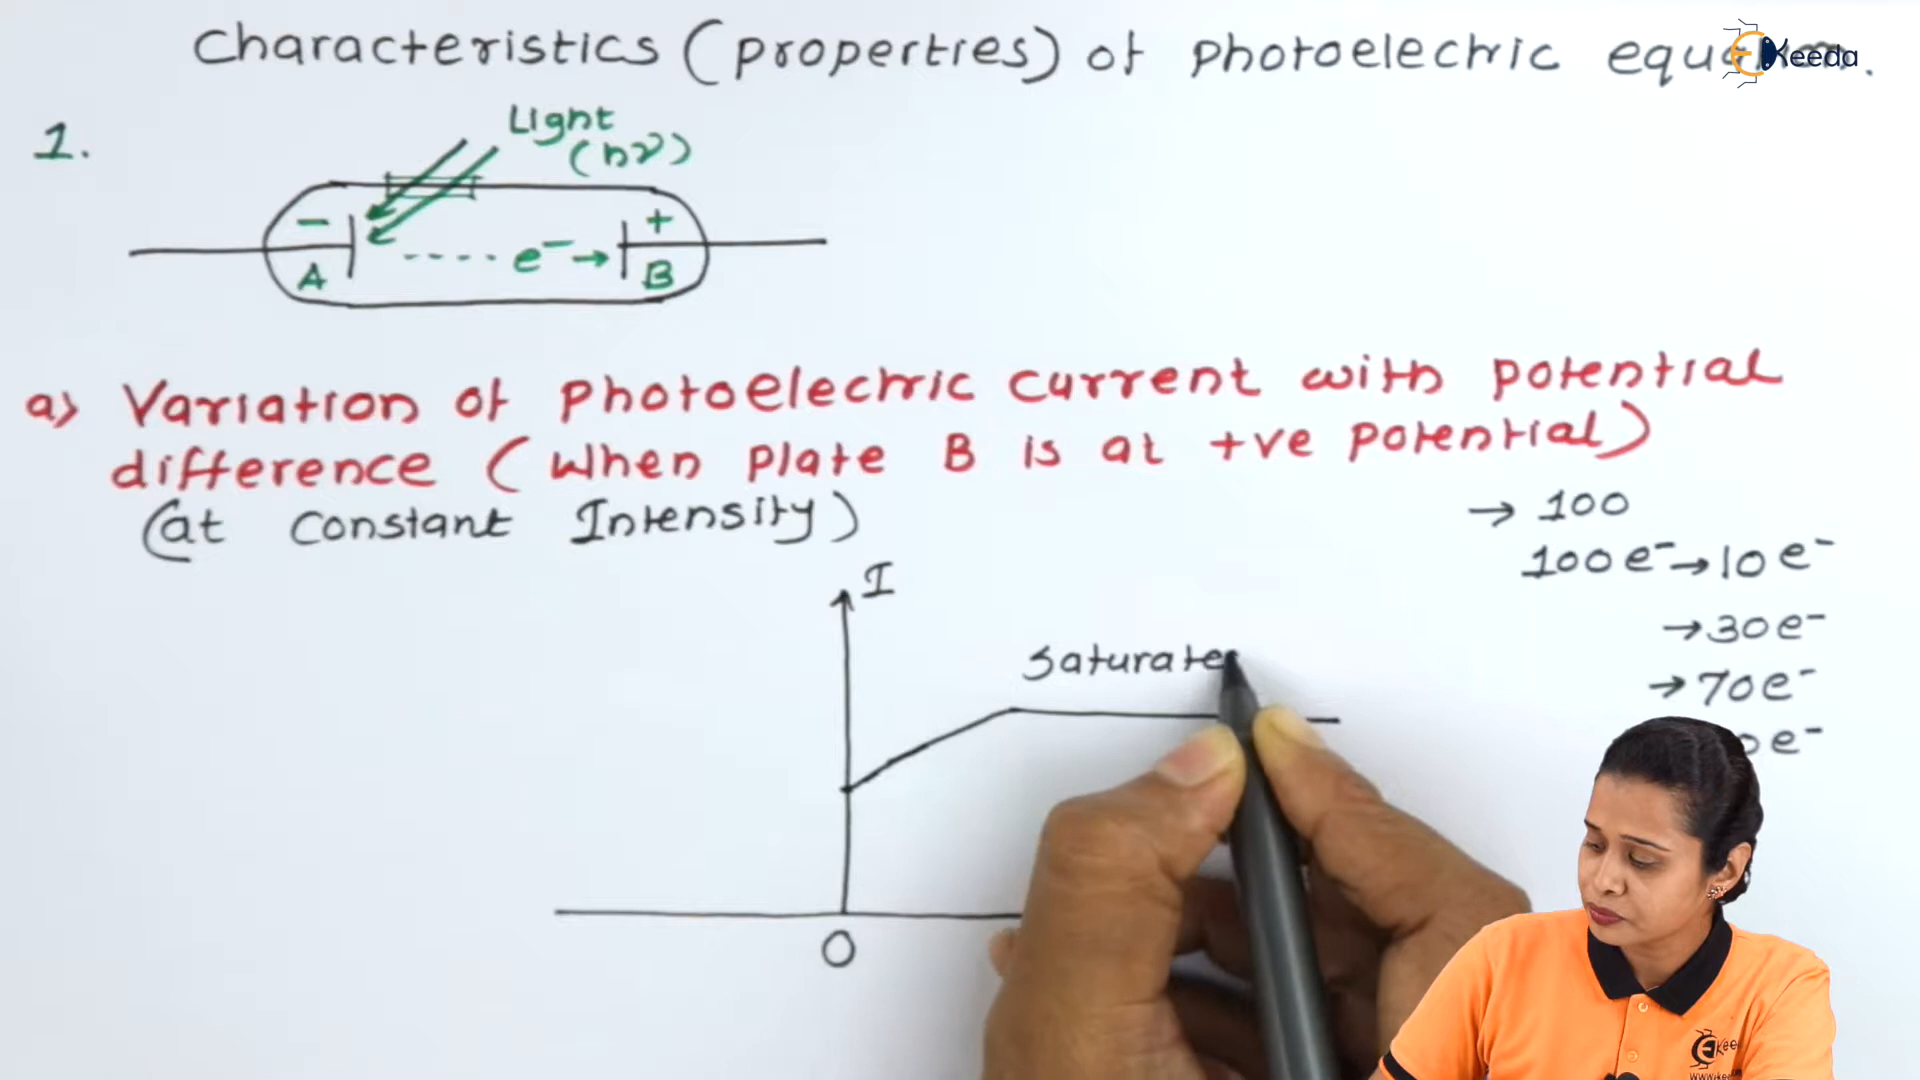 Characteristics (properties) of photoelectric
Keeda
1.
Light
(hν)
- +
A ---- e⁻→ B
a) Variation of photoelectric current with potential
difference (when plate B is at +ve potential)
(at constant Intensity)
→ 100
100e⁻→10e⁻
→30e⁻
→70e⁻
0e⁻
I
Saturate
O